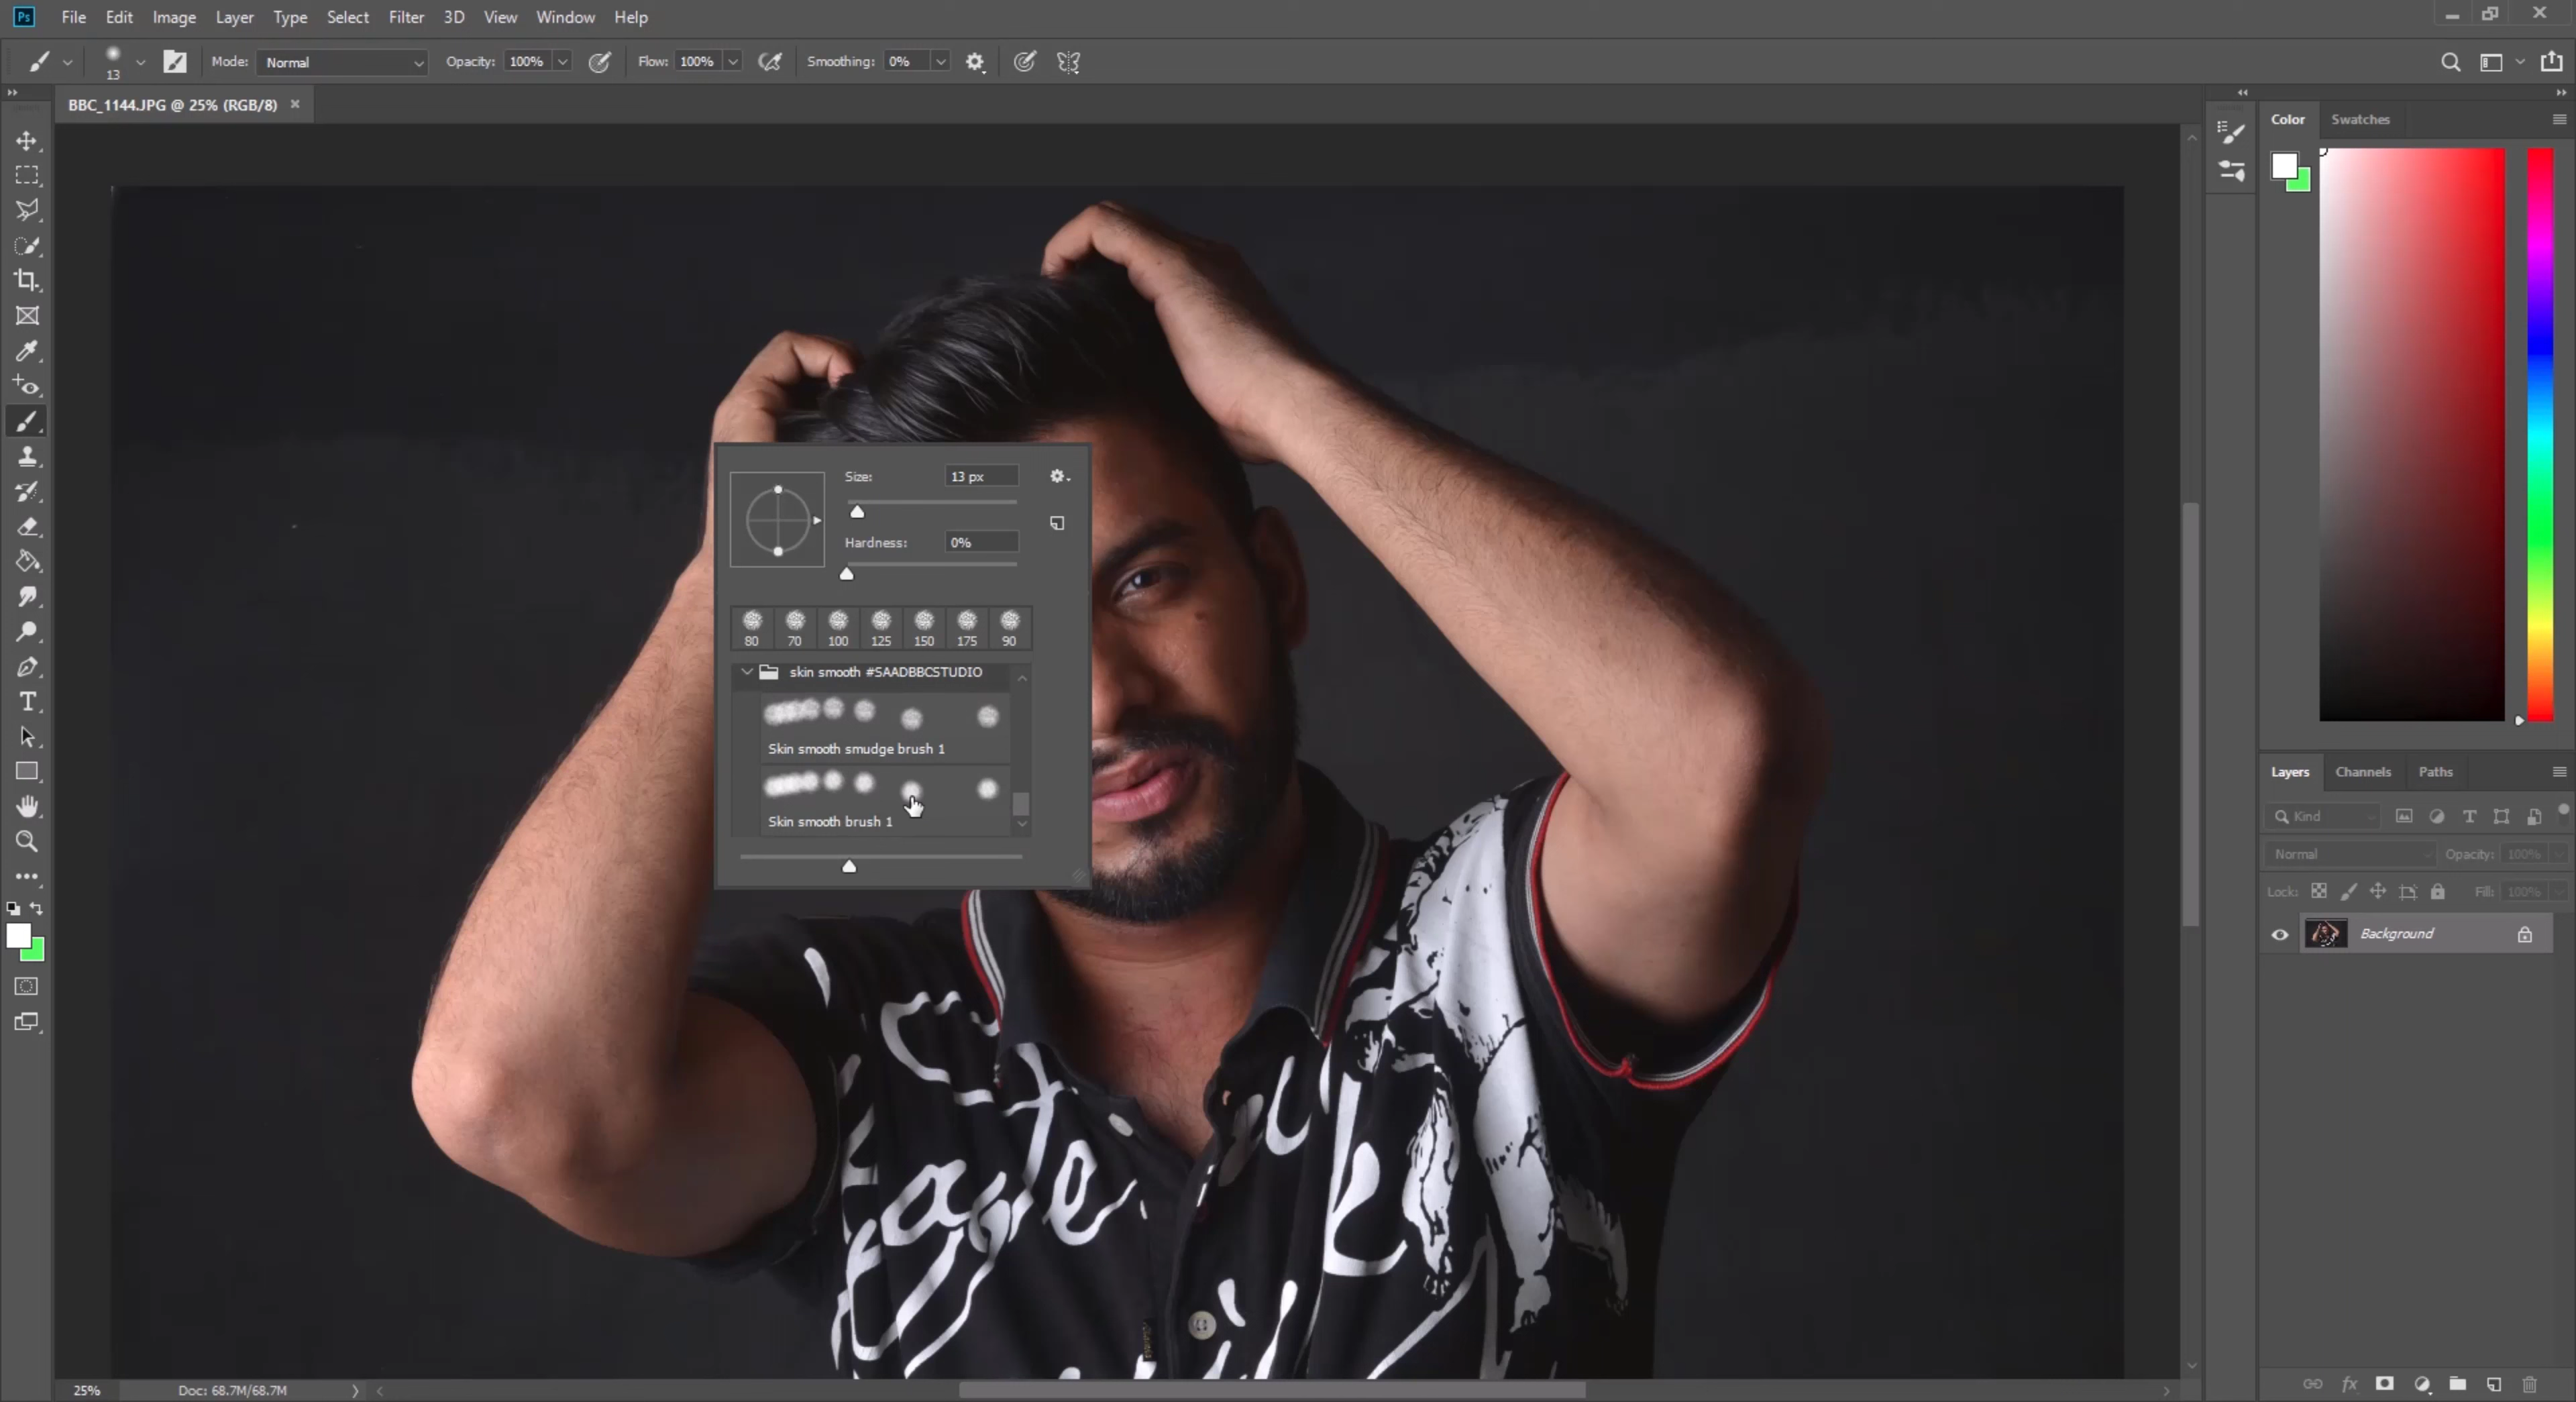 Ps File Edit Image Layer Type Select Filter 3D View Window Help
13 Mode: Normal Opacity: 100% Flow: 100% Smoothing: 0%
BBC_1144.JPG @ 25% (RGB/8) ×
Color Swatches
Size: 13 px
Hardness: 0%
80 70 100 125 150 175 90
skin smooth #SAADBBCSTUDIO
Skin smooth smudge brush 1
Skin smooth brush 1
Layers Channels Paths
Kind
Normal Opacity: 100%
Lock: Fill: 100%
Background
25% Doc: 68.7M/68.7M